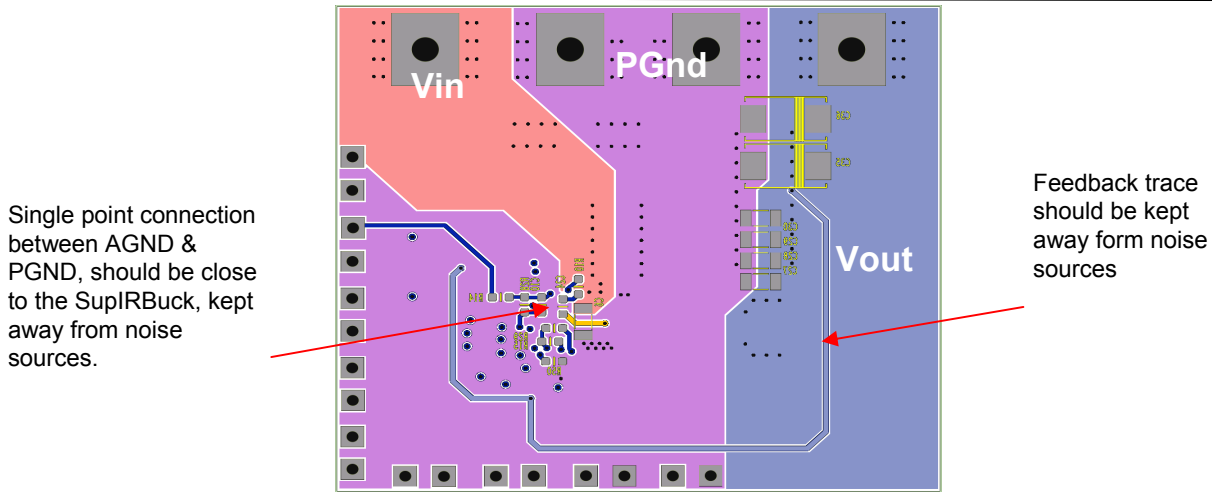 Vin
PGnd
Vout
Single point connection
between AGND &
PGND, should be close
to the SupIRBuck, kept
away from noise
sources.
Feedback trace
should be kept
away form noise
sources